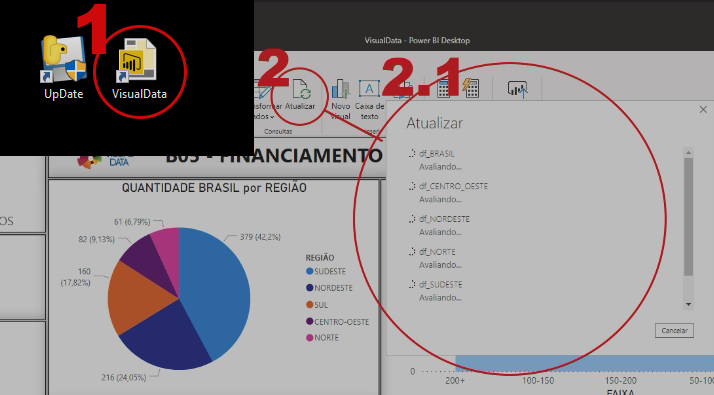 1
UpDate
VisualData
VisualData - Power BI Desktop
2
2.1
Atualizar
Novo
visual
Caixa de
texto
Consultas
Atualizar
df_BRASIL
Avaliando...
df_CENTRO_OESTE
Avaliando...
df_NORDESTE
Avaliando...
df_NORTE
Avaliando...
df_SUDESTE
Avaliando...
Cancelar
DATA
B05 - FINANCIAMENTO
QUANTIDADE BRASIL por REGIÃO
61 (6,79%)
82 (9,13%)
160
(17,82%)
216 (24,05%)
379 (42,2%)
REGIÃO
SUDESTE
NORDESTE
SUL
CENTRO-OESTE
NORTE
OS
0
200+
100-150
150-200
50-100
FAIXA